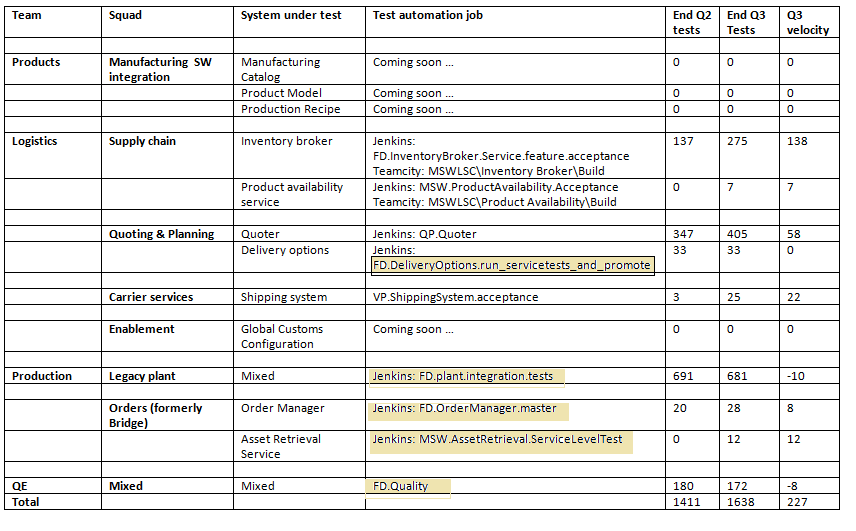 Team Squad System under test Test automation job End Q2 End Q3 Q3
tests Tests velocity
Products Manufacturing SW Manufacturing Coming soon ... 0 0 0
integration Catalog
Product Model Coming soon ... 0 0 0
Production Recipe Coming soon ... 0 0 0
Logistics Supply chain Inventory broker Jenkins: 137 275 138
FD.InventoryBroker.Service.feature.acceptance
Teamcity: MSWLSC\Inventory Broker\Build
Product availability Jenkins: MSW.ProductAvailability.Acceptance 0 7 7
service Teamcity: MSWLSC\Product Availability\Build
Quoting & Planning Quoter Jenkins: QP.Quoter 347 405 58
Delivery options Jenkins: 33 33 0
FD.DeliveryOptions.run_servicetests_and_promote
Carrier services Shipping system VP.ShippingSystem.acceptance 3 25 22
Enablement Global Customs Coming soon ... 0 0 0
Configuration
Production Legacy plant Mixed Jenkins: FD.plant.integration.tests 691 681 -10
Orders (formerly Order Manager Jenkins: FD.OrderManager.master 20 28 8
Bridge)
Asset Retrieval Jenkins: MSW.AssetRetrieval.ServiceLevelTest 0 12 12
Service
QE Mixed Mixed FD.Quality 180 172 -8
Total 1411 1638 227